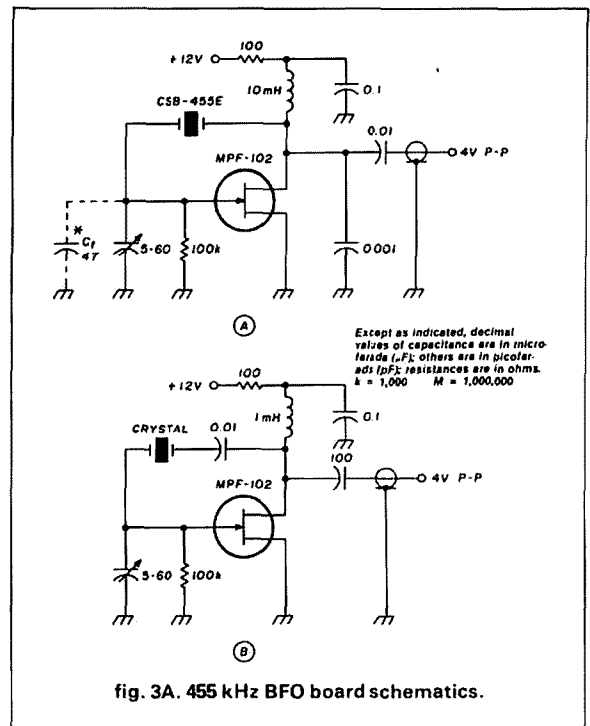 +12V
100
10mH
0.1
CSB-455E
0.01
4V P-P
MPF-102
*
Cf
47
5-60
100k
0.001
A
Except as indicated, decimal
values of capacitance are in micro-
farads (µF); others are in picofar-
ads (pF); resistances are in ohms.
k = 1,000 M = 1,000,000
+12V
100
1mH
0.1
CRYSTAL
0.01
100
4V P-P
MPF-102
5-60
100k
B
fig. 3A. 455 kHz BFO board schematics.